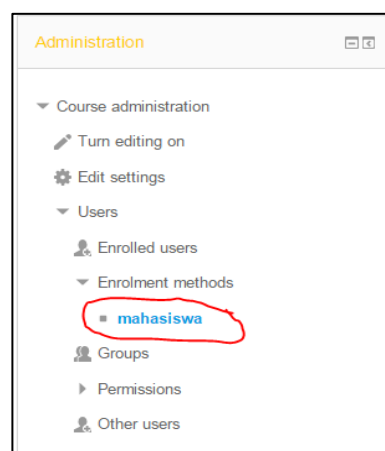 Administration
Course administration
Turn editing on
Edit settings
Users
Enrolled users
Enrolment methods
mahasiswa
Groups
Permissions
Other users